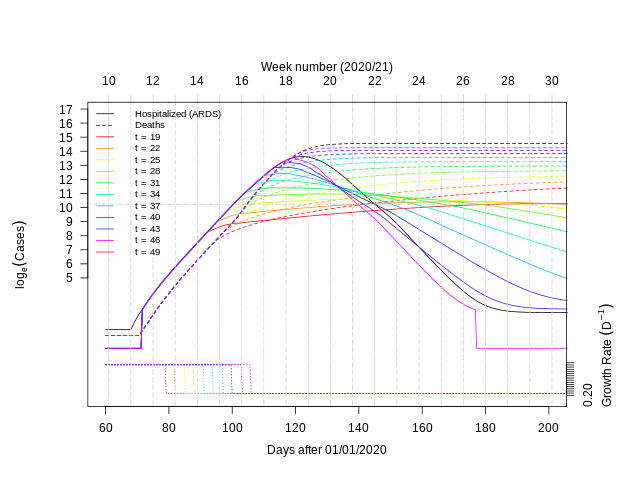 Week number (2020/21)
10 12 14 16 18 20 22 24 26 28 30
17
16
15
14
13
12
11
10
9
8
7
6
5
Hospitalized (ARDS)
Deaths
t = 19
t = 22
t = 25
t = 28
t = 31
t = 34
t = 37
t = 40
t = 43
t = 46
t = 49
logₑ(Cases)
0.20
Growth Rate (D⁻¹)
60 80 100 120 140 160 180 200
Days after 01/01/2020